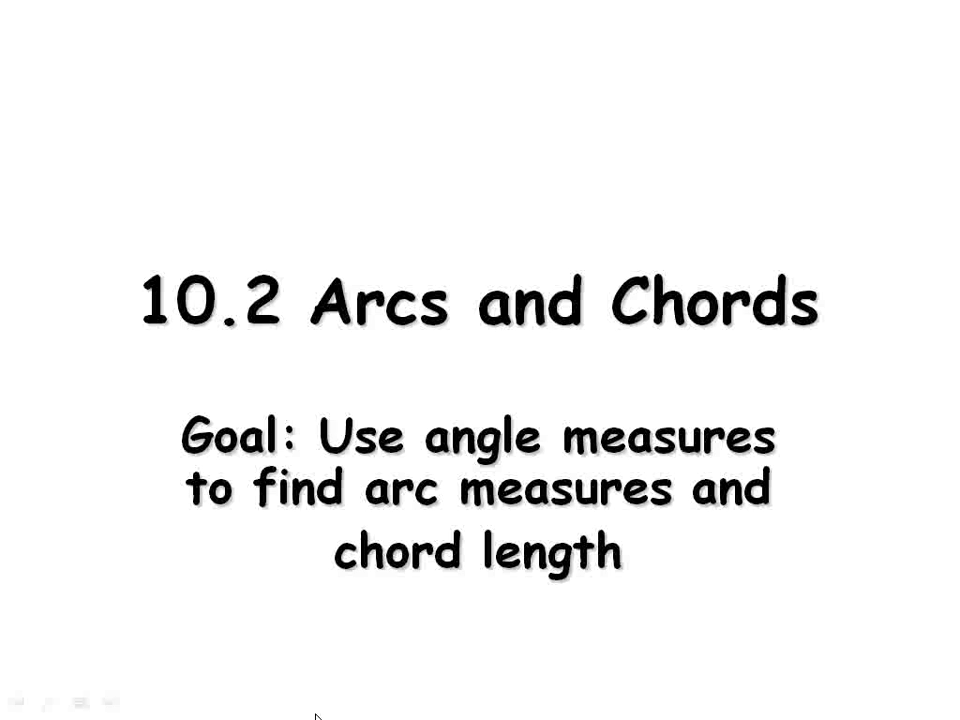 10.2 Arcs and Chords
Goal: Use angle measures
to find arc measures and
chord length